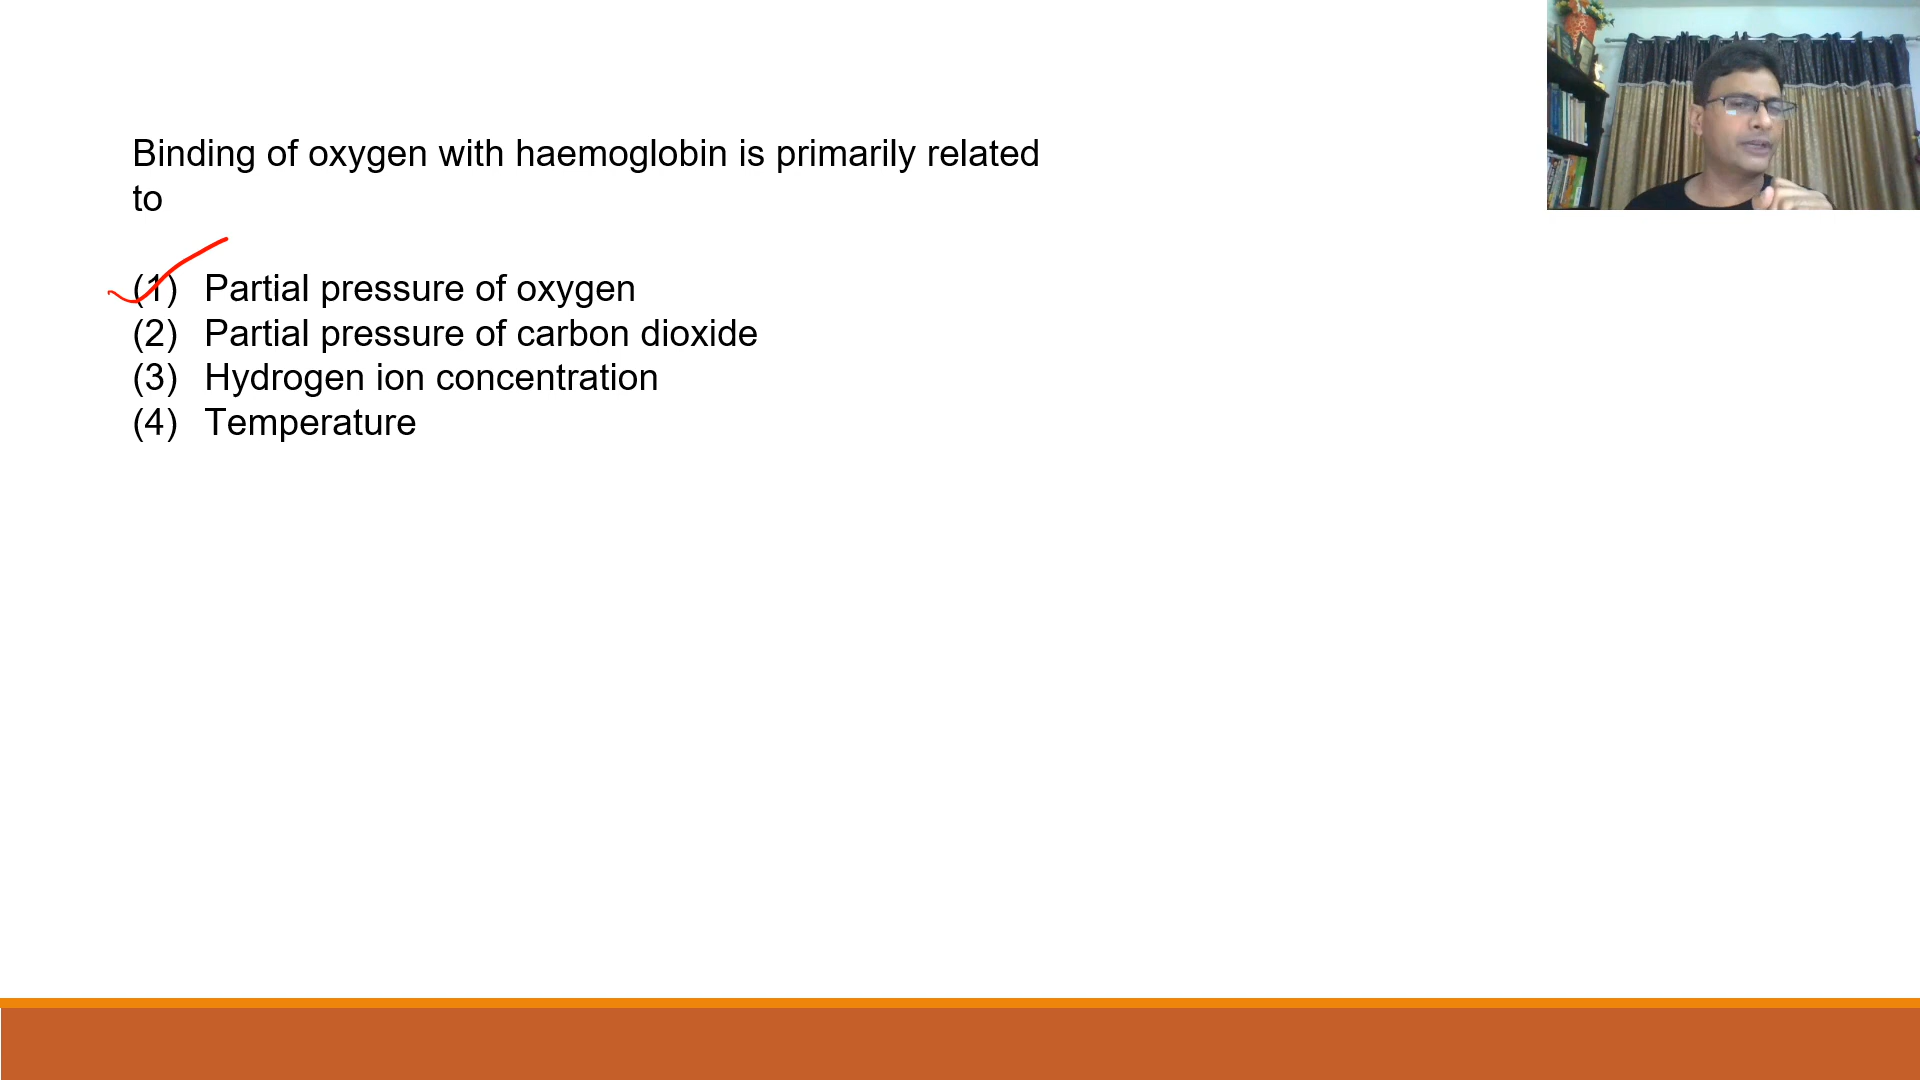 Binding of oxygen with haemoglobin is primarily related
to
(1) Partial pressure of oxygen
(2) Partial pressure of carbon dioxide
(3) Hydrogen ion concentration
(4) Temperature